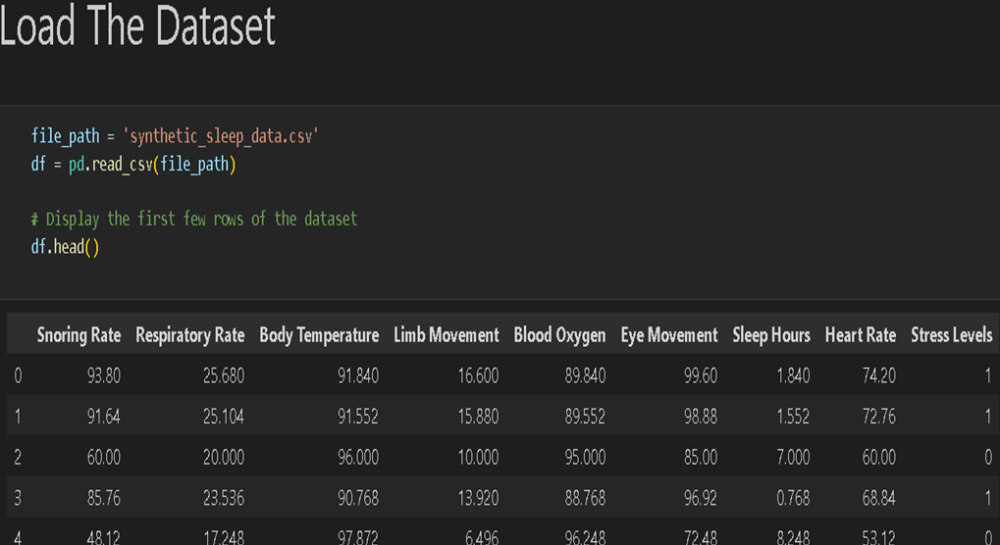 Load The Dataset
file_path = 'synthetic_sleep_data.csv'
df = pd.read_csv(file_path)
# Display the first few rows of the dataset
df.head()
Snoring Rate Respiratory Rate Body Temperature Limb Movement Blood Oxygen Eye Movement Sleep Hours Heart Rate Stress Levels
0 93.80 25.680 91.840 16.600 89.840 99.60 1.840 74.20 1
1 91.64 25.104 91.552 15.880 89.552 98.88 1.552 72.76 1
2 60.00 20.000 96.000 10.000 95.000 85.00 7.000 60.00 0
3 85.76 23.536 90.768 13.920 88.768 96.92 0.768 68.84 1
4 48.12 17.248 97.872 6.496 96.248 72.48 8.248 53.12 0